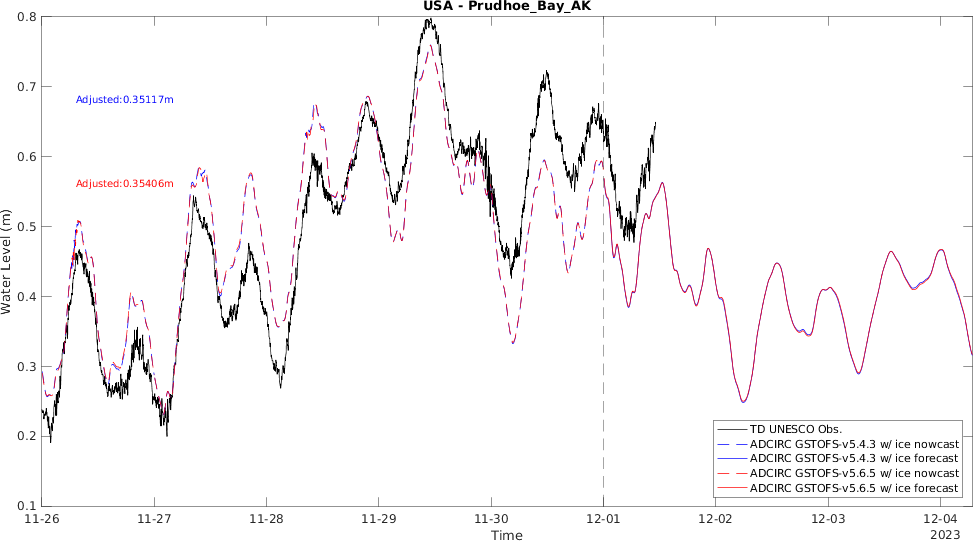 USA - Prudhoe_Bay_AK
0.8
0.7
0.6
0.5
0.4
0.3
0.2
0.1
Water Level (m)
Adjusted:0.35117m
Adjusted:0.35406m
TD UNESCO Obs.
ADCIRC GSTOFS-v5.4.3 w/ ice nowcast
ADCIRC GSTOFS-v5.4.3 w/ ice forecast
ADCIRC GSTOFS-v5.6.5 w/ ice nowcast
ADCIRC GSTOFS-v5.6.5 w/ ice forecast
11-26 11-27 11-28 11-29 11-30 12-01 12-02 12-03 12-04
Time
2023